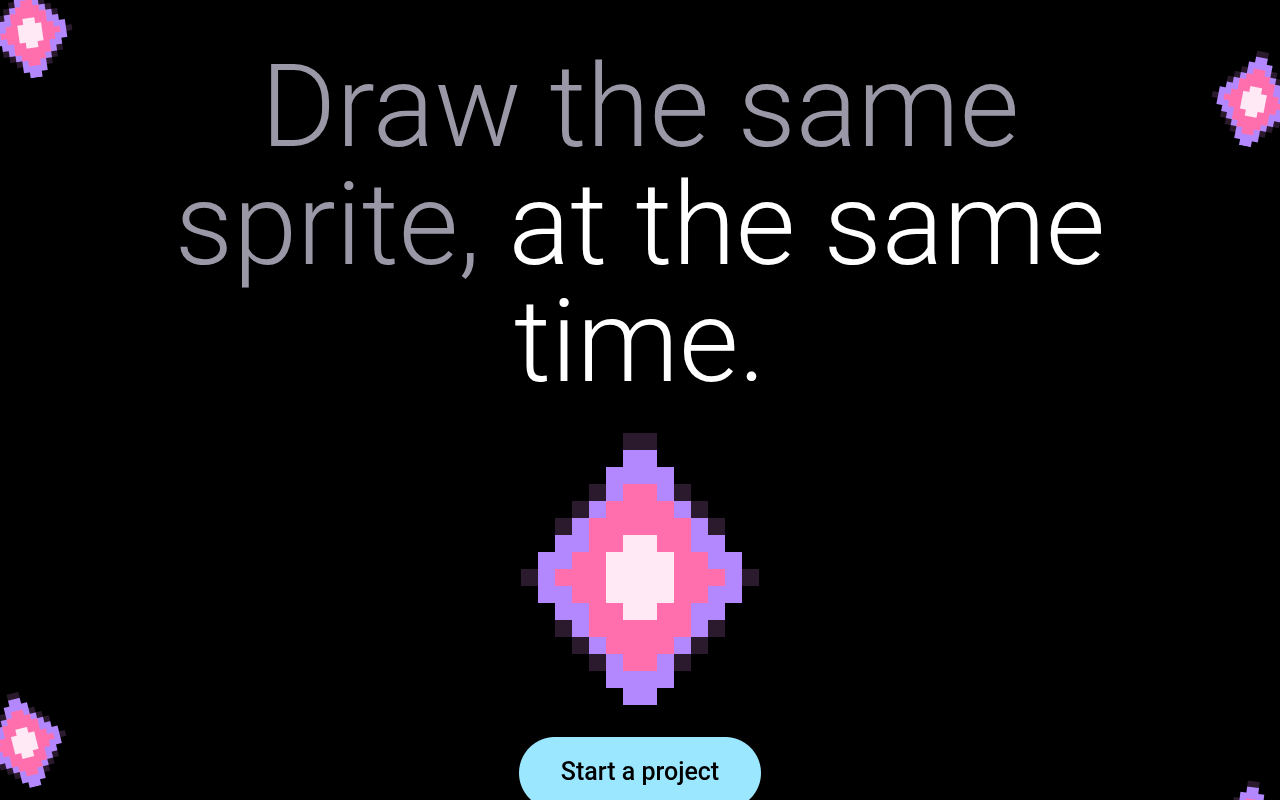 Draw the same
sprite, at the same
time.
Start a project